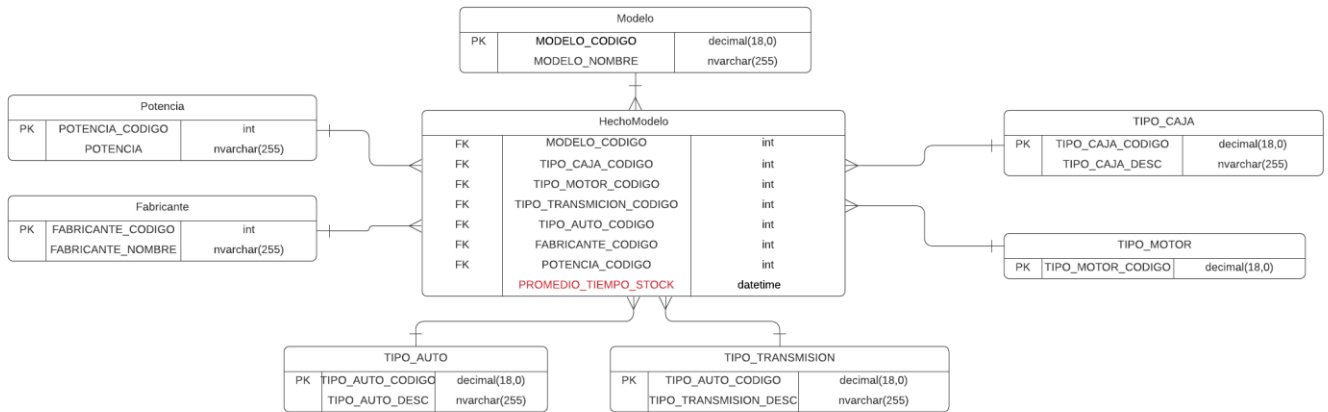 Modelo
PK MODELO_CODIGO decimal(18,0)
MODELO_NOMBRE nvarchar(255)
Potencia
PK POTENCIA_CODIGO int
POTENCIA nvarchar(255)
Fabricante
PK FABRICANTE_CODIGO int
FABRICANTE_NOMBRE nvarchar(255)
HechoModelo
FK MODELO_CODIGO int
FK TIPO_CAJA_CODIGO int
FK TIPO_MOTOR_CODIGO int
FK TIPO_TRANSMICION_CODIGO int
FK TIPO_AUTO_CODIGO int
FK FABRICANTE_CODIGO int
FK POTENCIA_CODIGO int
PROMEDIO_TIEMPO_STOCK datetime
TIPO_CAJA
PK TIPO_CAJA_CODIGO decimal(18,0)
TIPO_CAJA_DESC nvarchar(255)
TIPO_MOTOR
PK TIPO_MOTOR_CODIGO decimal(18,0)
TIPO_AUTO
PK TIPO_AUTO_CODIGO decimal(18,0)
TIPO_AUTO_DESC nvarchar(255)
TIPO_TRANSMISION
PK TIPO_AUTO_CODIGO decimal(18,0)
TIPO_TRANSMISION_DESC nvarchar(255)